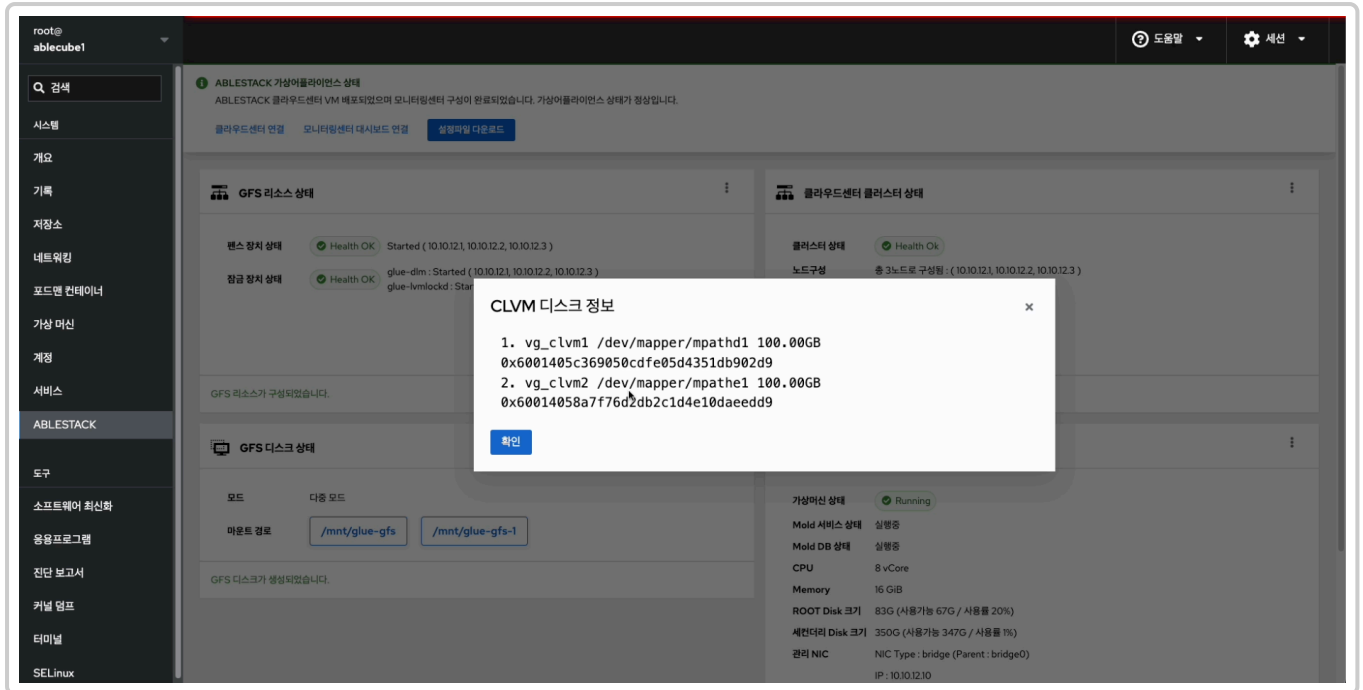 root@
ablecube1
도움말
세션
검색
시스템
개요
기록
저장소
네트워킹
포드맨 컨테이너
가상 머신
계정
서비스
ABLESTACK
도구
소프트웨어 최신화
응용프로그램
진단 보고서
커널 덤프
터미널
SELinux
ABLESTACK 가상어플라이언스 상태
ABLESTACK 클라우드센터 VM 배포되었으며 모니터링센터 구성이 완료되었습니다. 가상어플라이언스 상태가 정상입니다.
클라우드센터 연결 모니터링센터 대시보드 연결 설정파일 다운로드
GFS 리소스 상태
펜스 장치 상태 Health OK Started ( 10.10.12.1, 10.10.12.2, 10.10.12.3 )
잠금 장치 상태 Health OK glue-dlm : Started ( 10.10.12.1, 10.10.12.2, 10.10.12.3 )
glue-lvmlockd : Star
GFS 리소스가 구성되었습니다.
클라우드센터 클러스터 상태
클러스터 상태 Health Ok
노드구성 총 3노드로 구성됨 : ( 10.10.12.1, 10.10.12.2, 10.10.12.3 )
CLVM 디스크 정보 ×
1. vg_clvm1 /dev/mapper/mpathd1 100.00GB
0x6001405c369050cdfe05d4351db902d9
2. vg_clvm2 /dev/mapper/mpathe1 100.00GB
0x60014058a7f76d2db2c1d4e10daeedd9
확인
GFS 디스크 상태
모드 다중 모드
마운트 경로 /mnt/glue-gfs /mnt/glue-gfs-1
GFS 디스크가 생성되었습니다.
가상머신 상태 Running
Mold 서비스 상태 실행중
Mold DB 상태 실행중
CPU 8 vCore
Memory 16 GiB
ROOT Disk 크기 83G (사용가능 67G / 사용률 20%)
세컨더리 Disk 크기 350G (사용가능 347G / 사용률 1%)
관리 NIC NIC Type : bridge (Parent : bridge0)
IP : 10.10.12.10